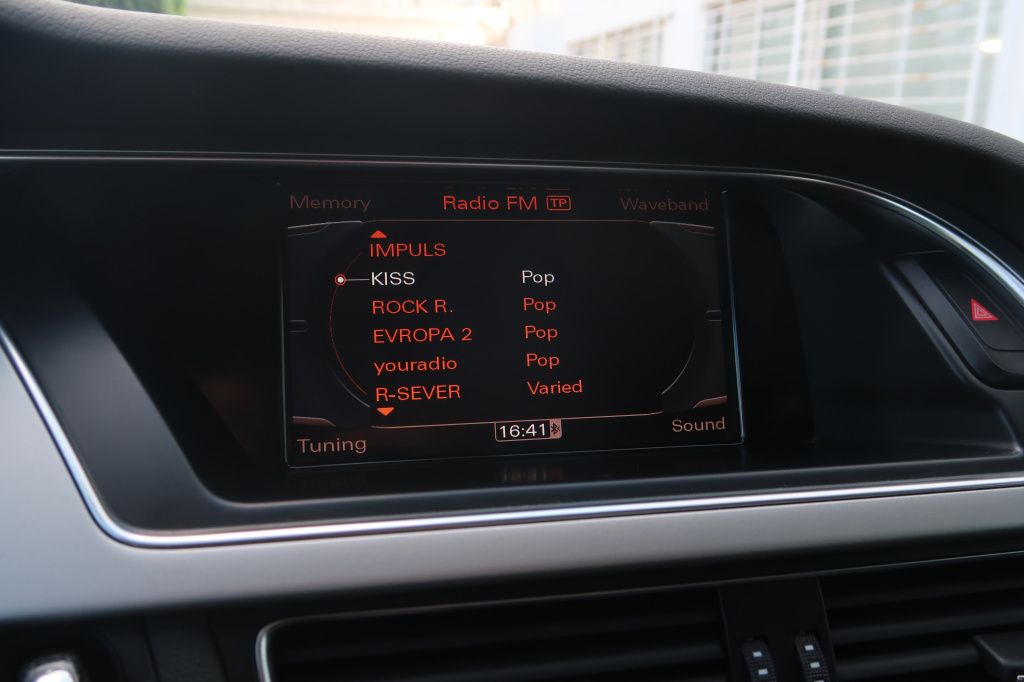 Memory Radio FM TP Waveband
IMPULS
KISS Pop
ROCK R. Pop
EVROPA 2 Pop
youradio Pop
R-SEVER Varied
Tuning 16:41 Sound